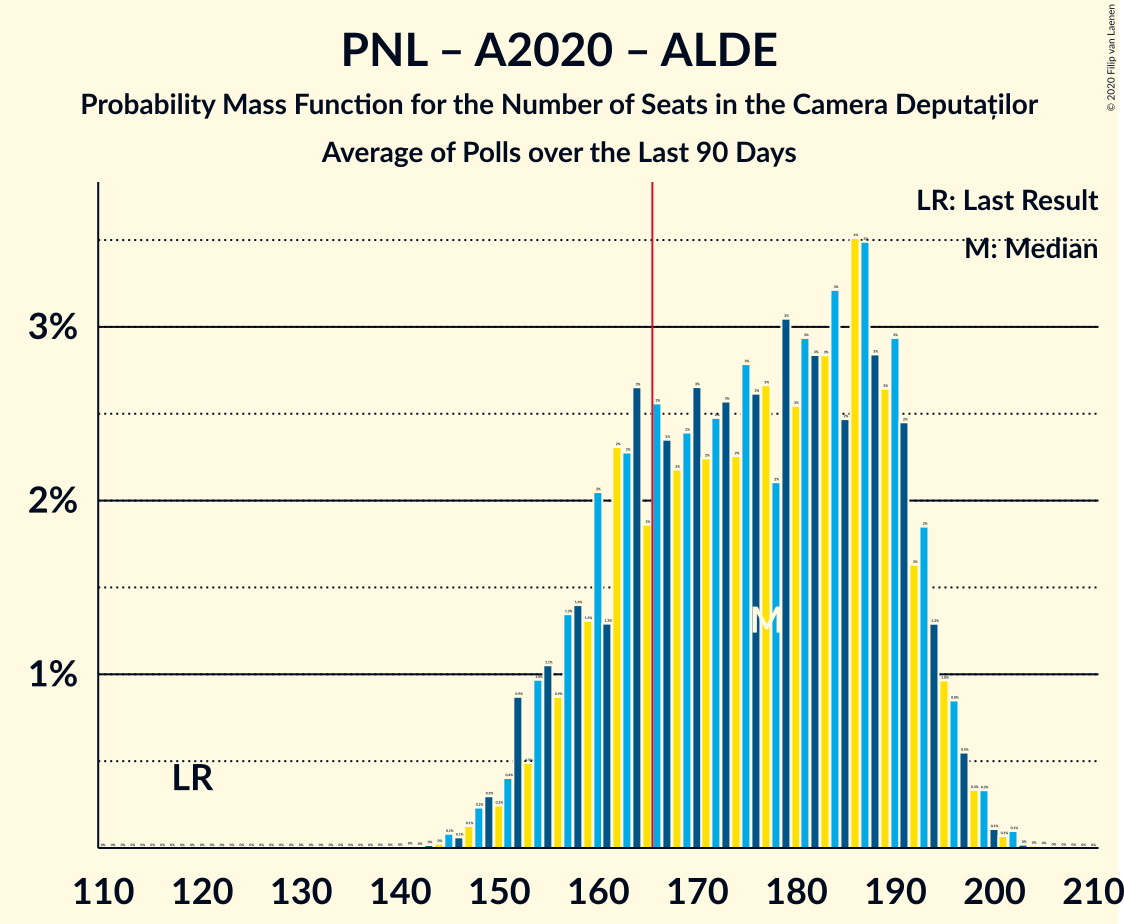 PNL – A2020 – ALDE
Probability Mass Function for the Number of Seats in the Camera Deputaților
Average of Polls over the Last 90 Days
© 2020 Filip van Laenen
LR: Last Result
M: Median
3%
2%
1%
LR
M
110 120 130 140 150 160 170 180 190 200 210